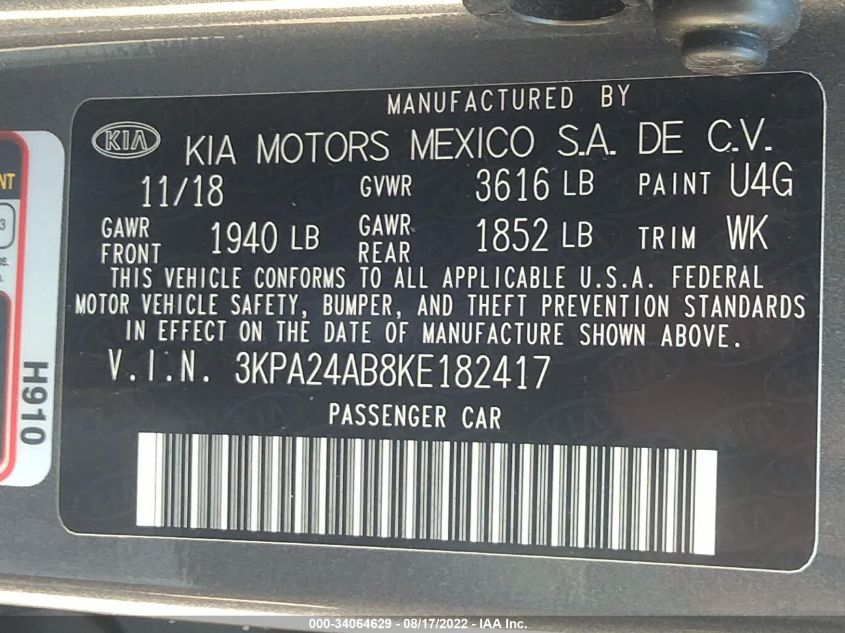 MANUFACTURED BY
KIA KIA MOTORS MEXICO S.A. DE C.V.
11/18 GVWR 3616 LB PAINT U4G
GAWR FRONT 1940 LB GAWR REAR 1852 LB TRIM WK
THIS VEHICLE CONFORMS TO ALL APPLICABLE U.S.A. FEDERAL
MOTOR VEHICLE SAFETY, BUMPER, AND THEFT PREVENTION STANDARDS
IN EFFECT ON THE DATE OF MANUFACTURE SHOWN ABOVE.
V.I.N. 3KPA24AB8KE182417
PASSENGER CAR
NT
3
H910
000-34064629 - 08/17/2022 - IAA Inc.